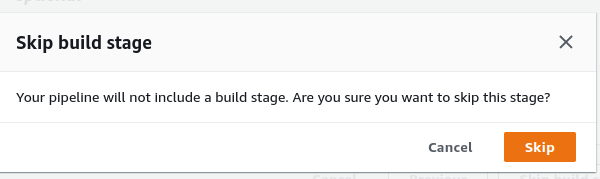 Skip build stage
Your pipeline will not include a build stage. Are you sure you want to skip this stage?
Cancel
Skip